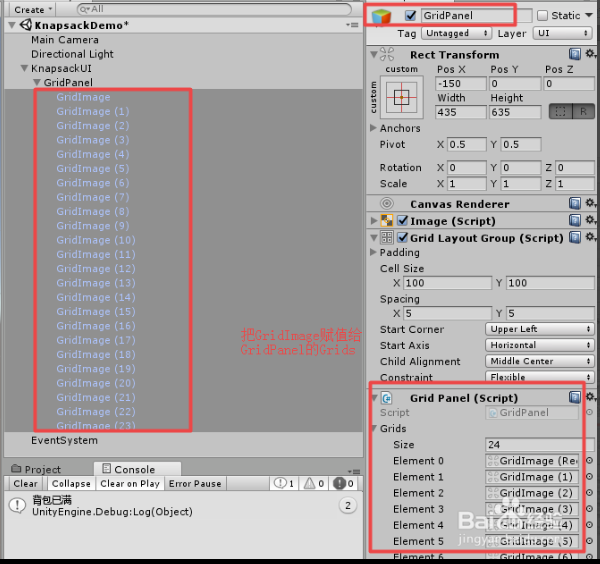 Create
All
KnapsackDemo*
Main Camera
Directional Light
KnapsackUI
GridPanel
GridImage
GridImage (1)
GridImage (2)
GridImage (3)
GridImage (4)
GridImage (5)
GridImage (6)
GridImage (7)
GridImage (8)
GridImage (9)
GridImage (10)
GridImage (11)
GridImage (12)
GridImage (13)
GridImage (14)
GridImage (15)
GridImage (16)
GridImage (17)
GridImage (18)
GridImage (19)
GridImage (20)
GridImage (21)
GridImage (22)
GridImage (23)
EventSystem
把GridImage赋值给
GridPanel的Grids
Project Console
Clear Collapse Clear on Play Error Pause 1 0 0
背包已满
UnityEngine.Debug:Log(Object)
2
GridPanel Static
Tag Untagged Layer UI
Rect Transform
custom Pos X Pos Y Pos Z
custom -150 0 0
Width Height
435 635 R
Anchors
Pivot X 0.5 Y 0.5
Rotation X 0 Y 0 Z 0
Scale X 1 Y 1 Z 1
Canvas Renderer
Image (Script)
Grid Layout Group (Script)
Padding
Cell Size
X 100 Y 100
Spacing
X 5 Y 5
Start Corner Upper Left
Start Axis Horizontal
Child Alignment Middle Center
Constraint Flexible
Grid Panel (Script)
Script GridPanel
Grids
Size 24
Element 0 GridImage (Rec
Element 1 GridImage (1)
Element 2 GridImage (2)
Element 3 GridImage (3)
Element 4 GridImage (4)
Element 5 GridImage (5)
Element 6 GridImage (6)
Bai 经验